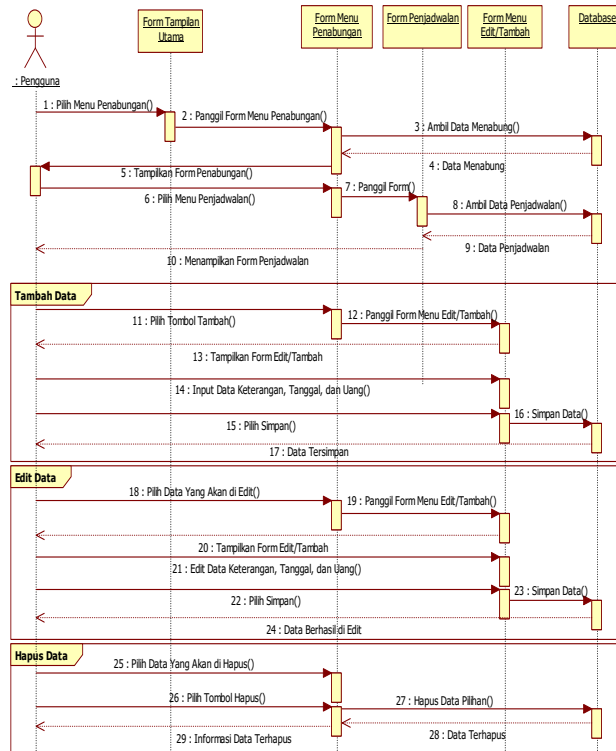 Form Tampilan
Utama
Form Menu
Penabungan
Form Penjadwalan
Form Menu
Edit/Tambah
Database
: Pengguna
1 : Pilih Menu Penabungan()
2 : Panggil Form Menu Penabungan()
3 : Ambil Data Menabung()
4 : Data Menabung
5 : Tampilkan Form Penabungan()
6 : Pilih Menu Penjadwalan()
7 : Panggil Form()
8 : Ambil Data Penjadwalan()
9 : Data Penjadwalan
10 : Menampilkan Form Penjadwalan
Tambah Data
11 : Pilih Tombol Tambah()
12 : Panggil Form Menu Edit/Tambah()
13 : Tampilkan Form Edit/Tambah
14 : Input Data Keterangan, Tanggal, dan Uang()
15 : Pilih Simpan()
16 : Simpan Data()
17 : Data Tersimpan
Edit Data
18 : Pilih Data Yang Akan di Edit()
19 : Panggil Form Menu Edit/Tambah()
20 : Tampilkan Form Edit/Tambah
21 : Edit Data Keterangan, Tanggal, dan Uang()
22 : Pilih Simpan()
23 : Simpan Data()
24 : Data Berhasil di Edit
Hapus Data
25 : Pilih Data Yang Akan di Hapus()
26 : Pilih Tombol Hapus()
27 : Hapus Data Pilihan()
28 : Data Terhapus
29 : Informasi Data Terhapus